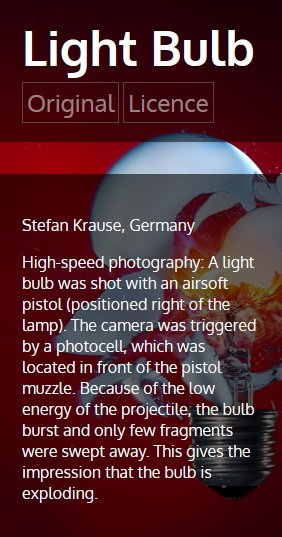 Light Bulb
Original Licence
Stefan Krause, Germany
High-speed photography: A light
bulb was shot with an airsoft
pistol (positioned right of the
lamp). The camera was triggered
by a photocell, which was
located in front of the pistol
muzzle. Because of the low
energy of the projectile, the bulb
burst and only few fragments
were swept away. This gives the
impression that the bulb is
exploding.